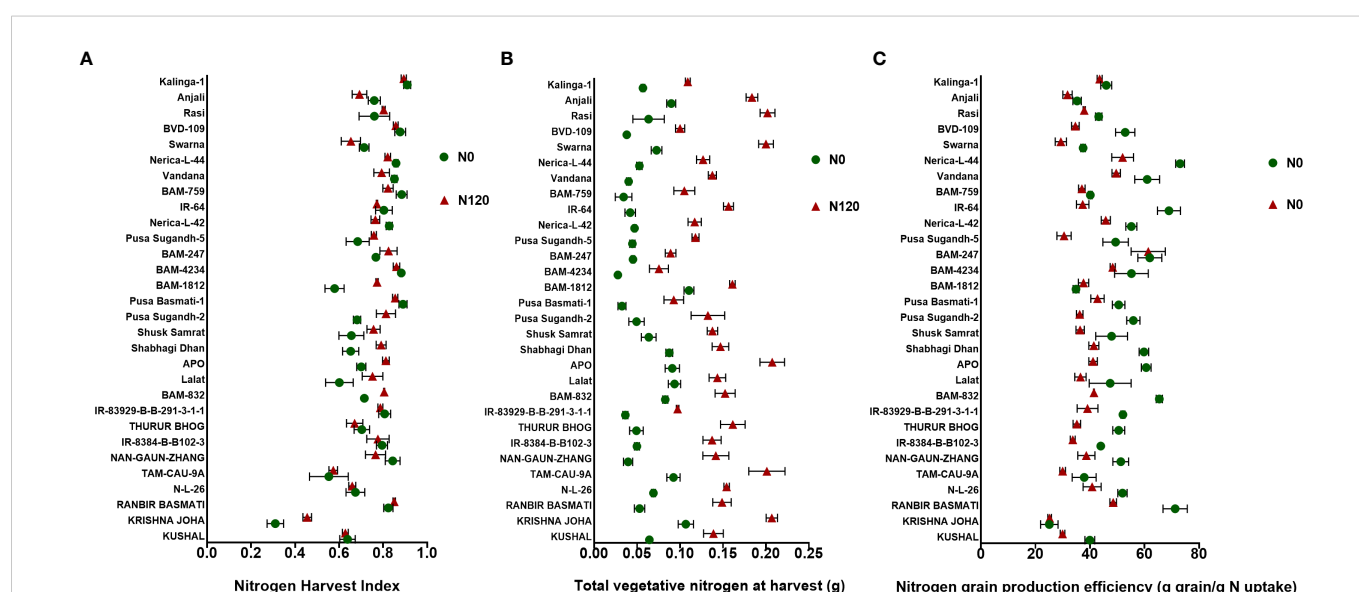 A
Kalinga-1
Anjali
Rasi
BVD-109
Swarna
Nerica-L-44
Vandana
BAM-759
IR-64
Nerica-L-42
Pusa Sugandh-5
BAM-247
BAM-4234
BAM-1812
Pusa Basmati-1
Pusa Sugandh-2
Shusk Samrat
Shabhagi Dhan
APO
Lalat
BAM-832
IR-83929-B-B-291-3-1-1
THURUR BHOG
IR-8384-B-B102-3
NAN-GAUN-ZHANG
TAM-CAU-9A
N-L-26
RANBIR BASMATI
KRISHNA JOHA
KUSHAL
0.0 0.2 0.4 0.6 0.8 1.0
Nitrogen Harvest Index
N0
N120
B
Kalinga-1
Anjali
Rasi
BVD-109
Swarna
Nerica-L-44
Vandana
BAM-759
IR-64
Nerica-L-42
Pusa Sugandh-5
BAM-247
BAM-4234
BAM-1812
Pusa Basmati-1
Pusa Sugandh-2
Shusk Samrat
Shabhagi Dhan
APO
Lalat
BAM-832
IR-83929-B-B-291-3-1-1
THURUR BHOG
IR-8384-B-B102-3
NAN-GAUN-ZHANG
TAM-CAU-9A
N-L-26
RANBIR BASMATI
KRISHNA JOHA
KUSHAL
0.00 0.05 0.10 0.15 0.20 0.25
Total vegetative nitrogen at harvest (g)
N0
N120
C
Kalinga-1
Anjali
Rasi
BVD-109
Swarna
Nerica-L-44
Vandana
BAM-759
IR-64
Nerica-L-42
Pusa Sugandh-5
BAM-247
BAM-4234
BAM-1812
Pusa Basmati-1
Pusa Sugandh-2
Shusk Samrat
Shabhagi Dhan
APO
Lalat
BAM-832
IR-83929-B-B-291-3-1-1
THURUR BHOG
IR-8384-B-B102-3
NAN-GAUN-ZHANG
TAM-CAU-9A
N-L-26
RANBIR BASMATI
KRISHNA JOHA
KUSHAL
0 20 40 60 80
Nitrogen grain production efficiency (g grain/g N uptake)
N0
N0